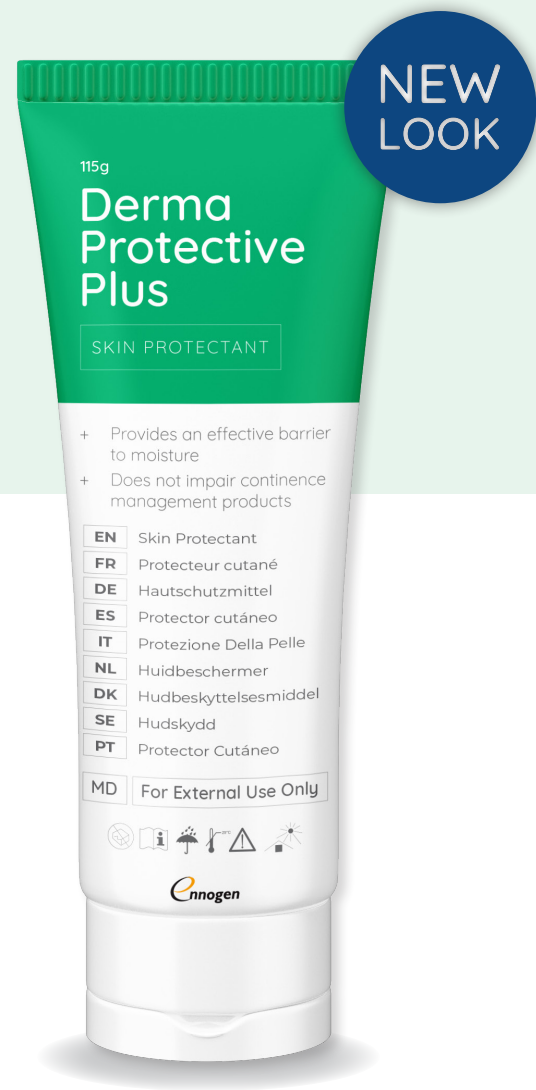 NEW
LOOK
115g
Derma
Protective
Plus
SKIN PROTECTANT
+ Provides an effective barrier
to moisture
+ Does not impair continence
management products
EN Skin Protectant
FR Protecteur cutané
DE Hautschutzmittel
ES Protector cutáneo
IT Protezione Della Pelle
NL Huidbeschermer
DK Hudbeskyttelsesmiddel
SE Hudskydd
PT Protector Cutáneo
MD For External Use Only
ennogen